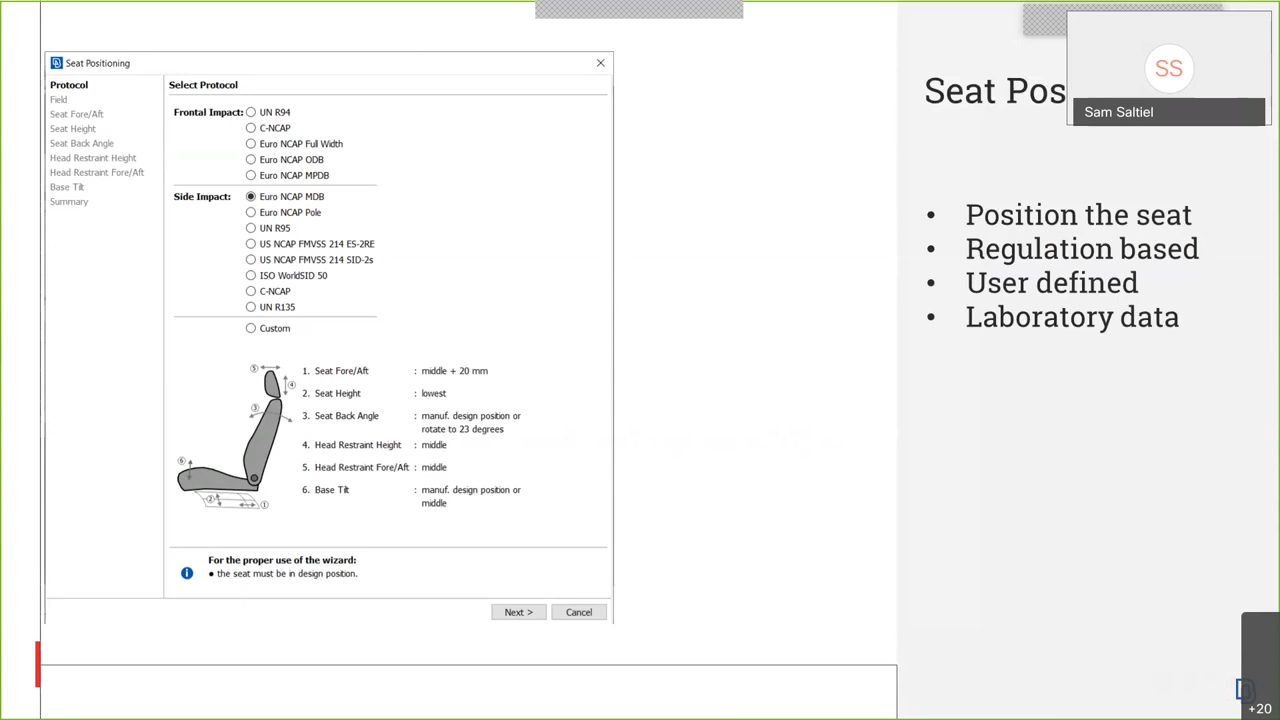 Seat Positioning
Protocol
Field
Seat Fore/Aft
Seat Height
Seat Back Angle
Head Restraint Height
Head Restraint Fore/Aft
Base Tilt
Summary
Select Protocol
Frontal Impact:
UN R94
C-NCAP
Euro NCAP Full Width
Euro NCAP ODB
Euro NCAP MPDB
Side Impact:
Euro NCAP MDB
Euro NCAP Pole
UN R95
US NCAP FMVSS 214 ES-2RE
US NCAP FMVSS 214 SID-2s
ISO WorldSID 50
C-NCAP
UN R135
Custom
5
4
3
6
2
1
1. Seat Fore/Aft : middle + 20 mm
2. Seat Height : lowest
3. Seat Back Angle : manuf. design position or
rotate to 23 degrees
4. Head Restraint Height : middle
5. Head Restraint Fore/Aft : middle
6. Base Tilt : manuf. design position or
middle
For the proper use of the wizard:
● the seat must be in design position.
Next >
Cancel
Seat Pos
SS
Sam Saltiel
• Position the seat
• Regulation based
• User defined
• Laboratory data
+20